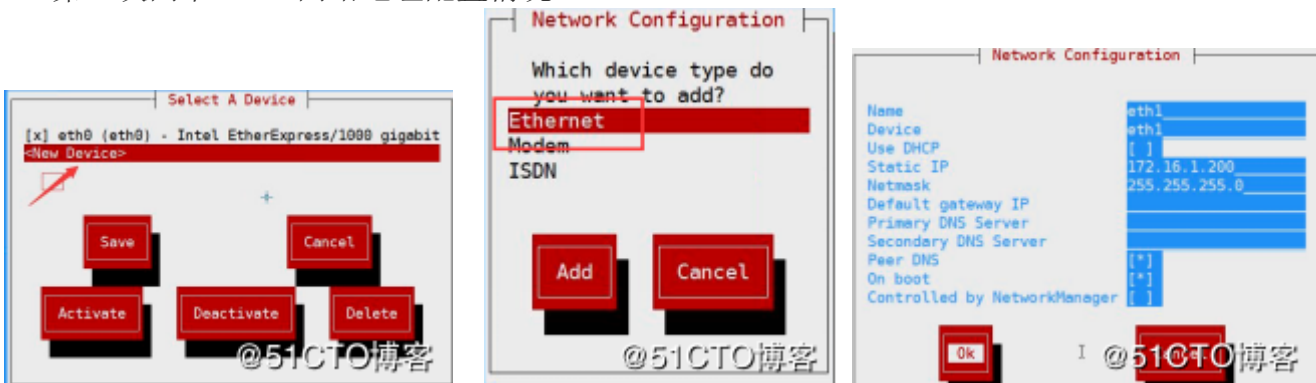 Select A Device
[x] eth0 (eth0) - Intel EtherExpress/1000 gigabit
<New Device>
Save
Cancel
Activate
Deactivate
Delete
@51CTO博客
Network Configuration
Which device type do
you want to add?
Ethernet
Modem
ISDN
Add
Cancel
@51CTO博客
Network Configuration
Name eth1
Device eth1
Use DHCP [ ]
Static IP 172.16.1.200
Netmask 255.255.255.0
Default gateway IP
Primary DNS Server
Secondary DNS Server
Peer DNS [*]
On boot [*]
Controlled by NetworkManager [ ]
Ok
Cancel
@51CTO博客